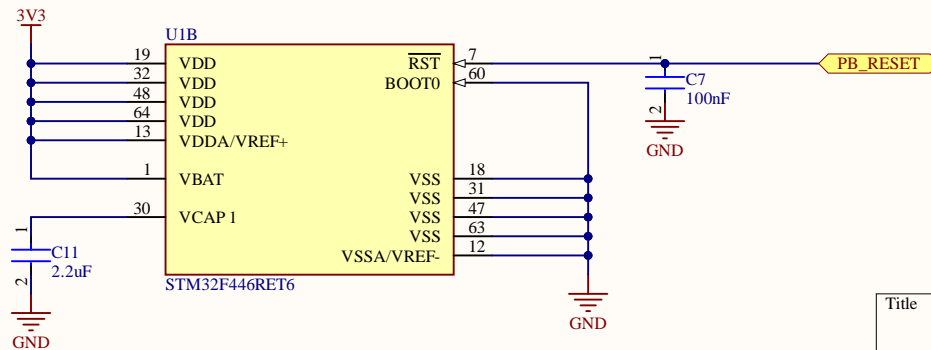 3V3
U1B
19 VDD
32 VDD
48 VDD
64 VDD
13 VDDA/VREF+
1 VBAT
30 VCAP 1
RST 7
BOOT0 60
VSS 18
VSS 31
VSS 47
VSS 63
VSSA/VREF- 12
STM32F446RET6
1
C11
2.2uF
2
GND
GND
1
C7
100nF
2
GND
PB_RESET
Title